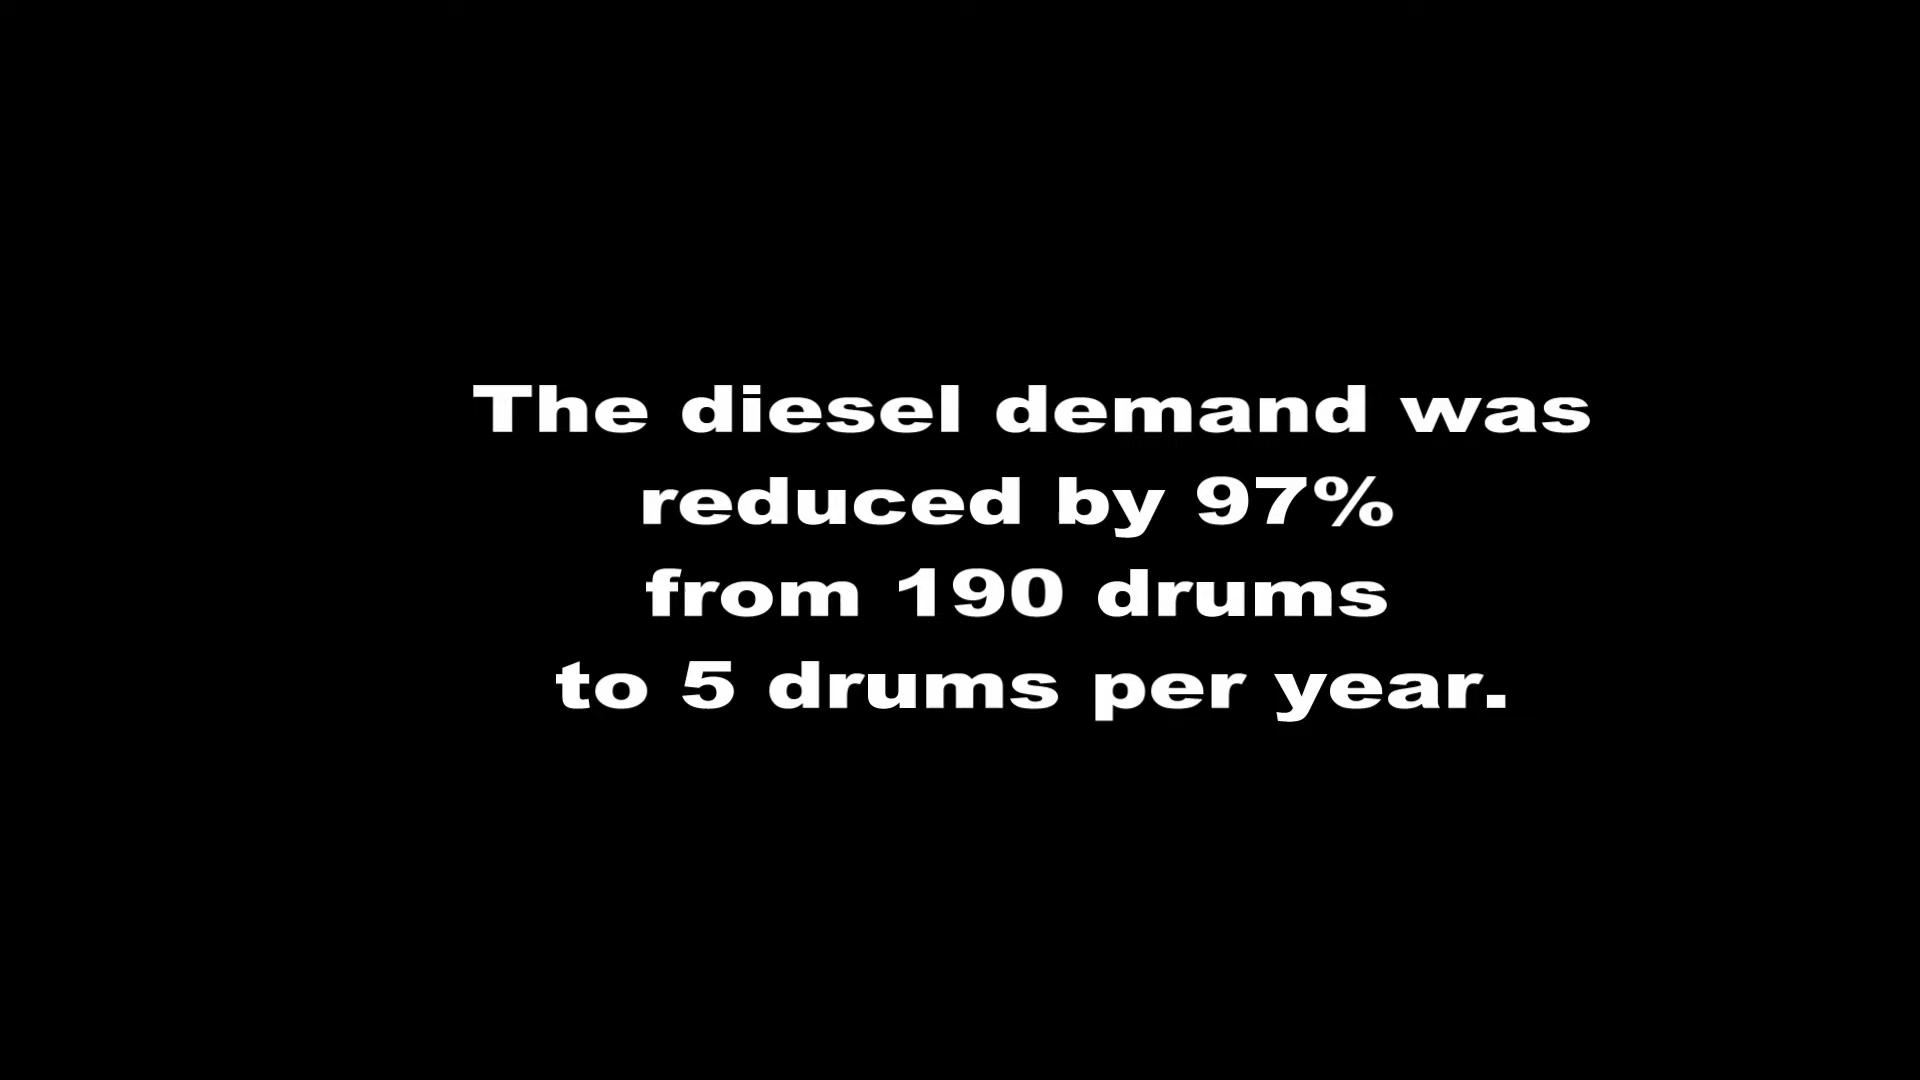 The diesel demand was
reduced by 97%
from 190 drums
to 5 drums per year.